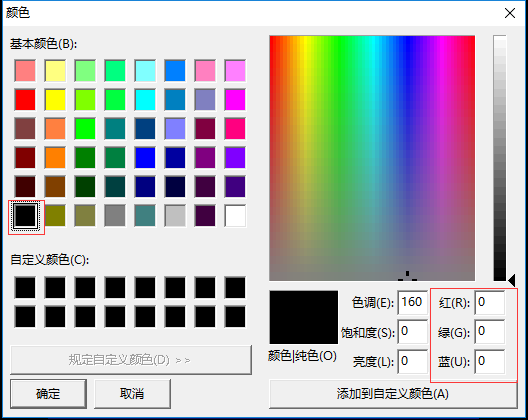 颜色
基本颜色(B):
自定义颜色(C):
规定自定义颜色(D) >>
确定
取消
颜色|纯色(O)
色调(E): 160
饱和度(S): 0
亮度(L): 0
红(R): 0
绿(G): 0
蓝(U): 0
添加到自定义颜色(A)